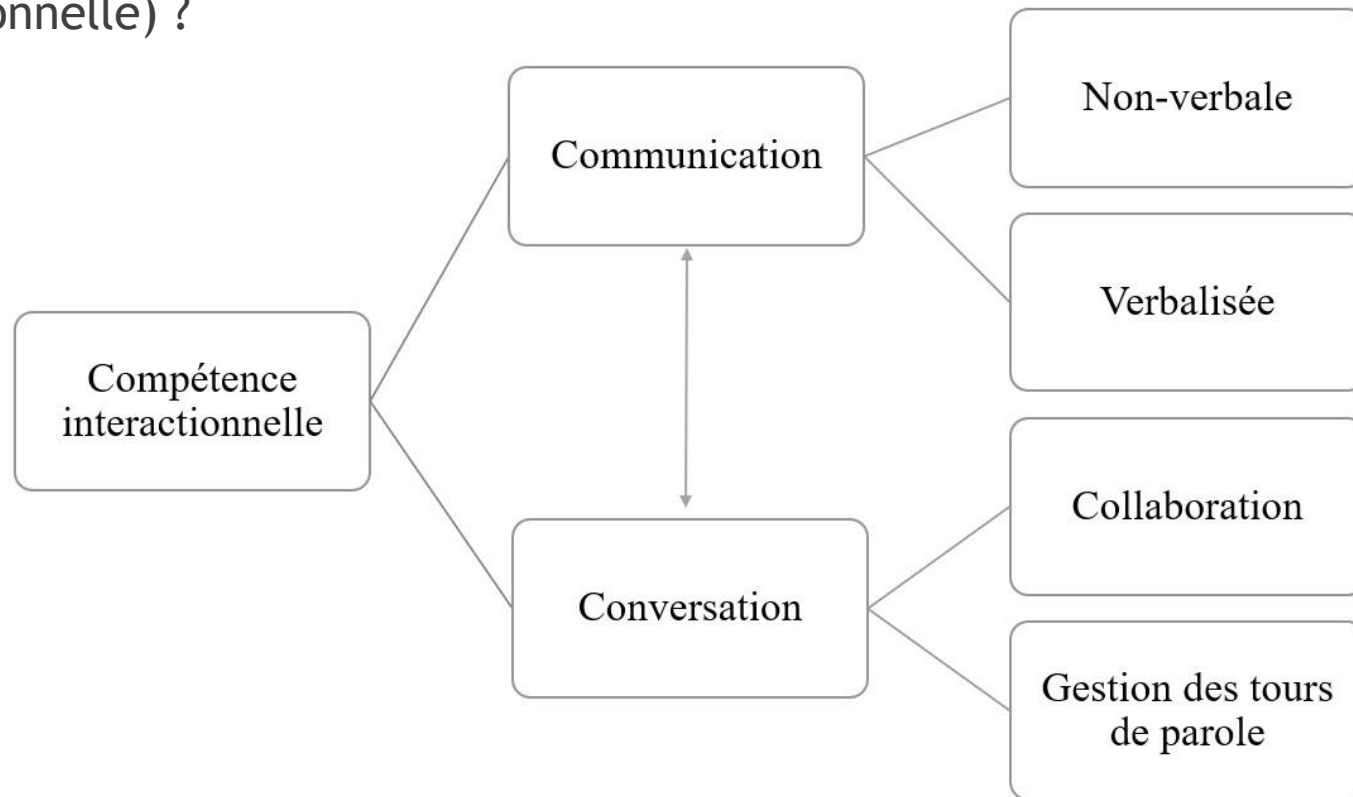 onnelle) ?
Non-verbale
Communication
Verbalisée
Compétence
interactionnelle
Collaboration
Conversation
Gestion des tours
de parole